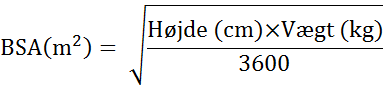 BSA(m²) = √(Højde (cm)×Vægt (kg) / 3600)